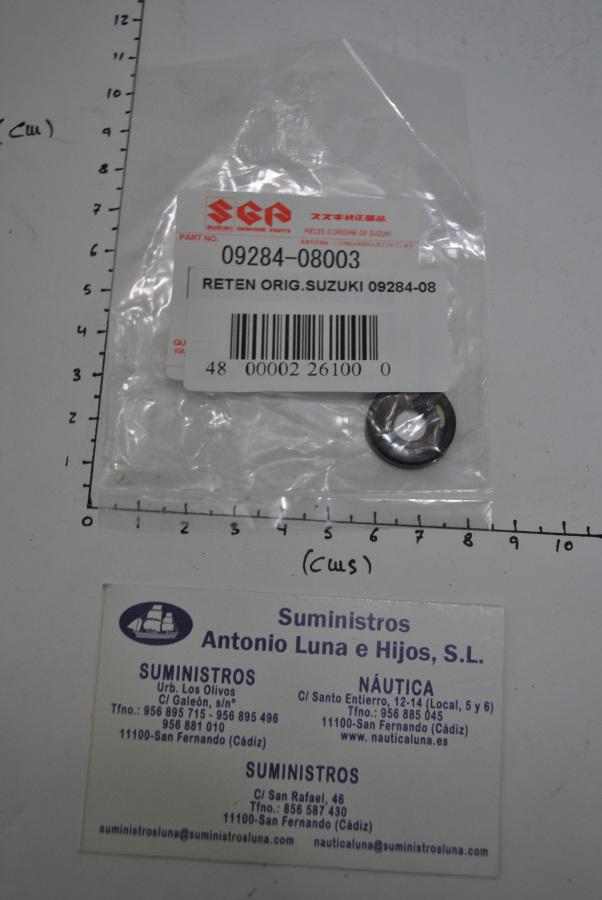 12
11
10
(cm)
9
8
7
6
5
4
3
2
1
0
SGP
SUZUKI GENUINE PARTS
スズキ純正部品
PIÈCES D'ORIGINE DE SUZUKI
PART NO.
09284-08003
RETEN ORIG.SUZUKI 09284-08
48 00002 26100 0
1 2 3 4 5 6 7 8 9 10
(cms)
Suministros
Antonio Luna e Hijos, S.L.
SUMINISTROS
Urb. Los Olivos
C/ Galeón, s/nº
Tfno.: 956 895 715 - 956 895 496
956 881 010
11100-San Fernando (Cádiz)
NÁUTICA
C/ Santo Entierro, 12-14 (Local, 5 y 6)
Tfno.: 956 885 045
11100-San Fernando (Cádiz)
www. nauticaluna.es
SUMINISTROS
C/ San Rafael, 46
Tfno.: 856 587 430
11100-San Fernando (Cádiz)
suministrosluna@suministrosluna.com nauticaluna@suministrosluna.com